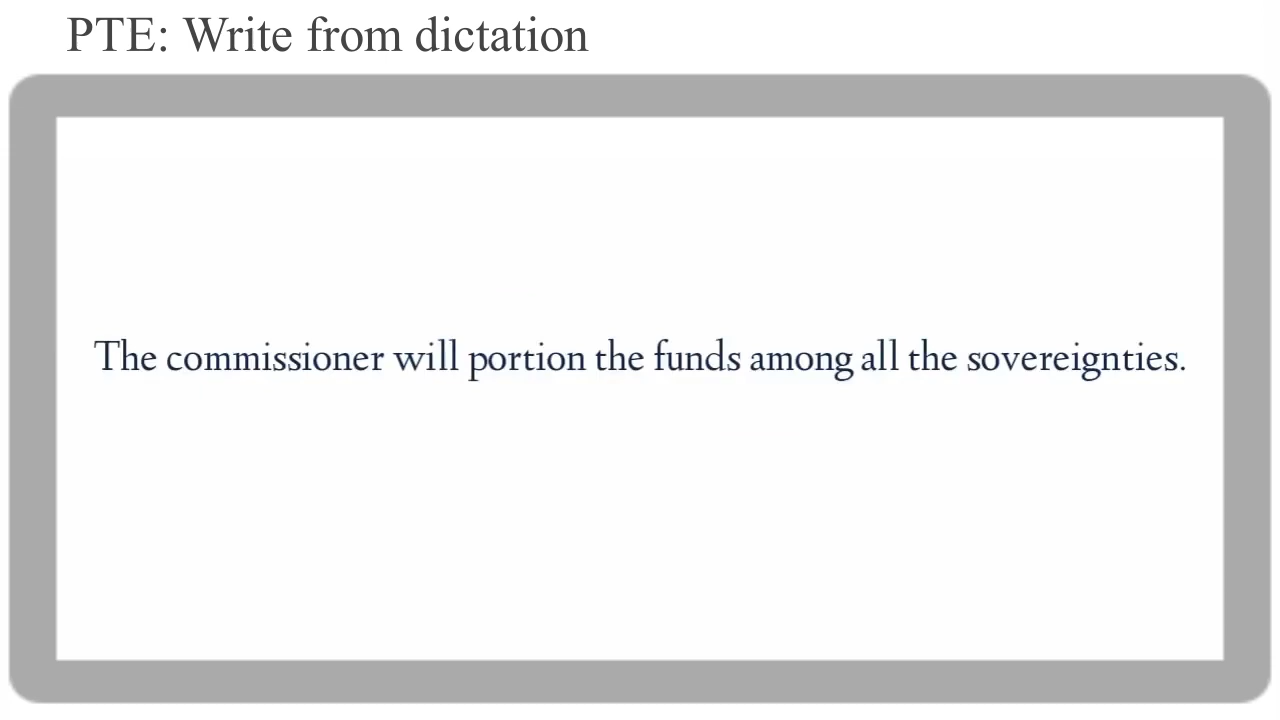 PTE: Write from dictation
The commissioner will portion the funds among all the sovereignties.